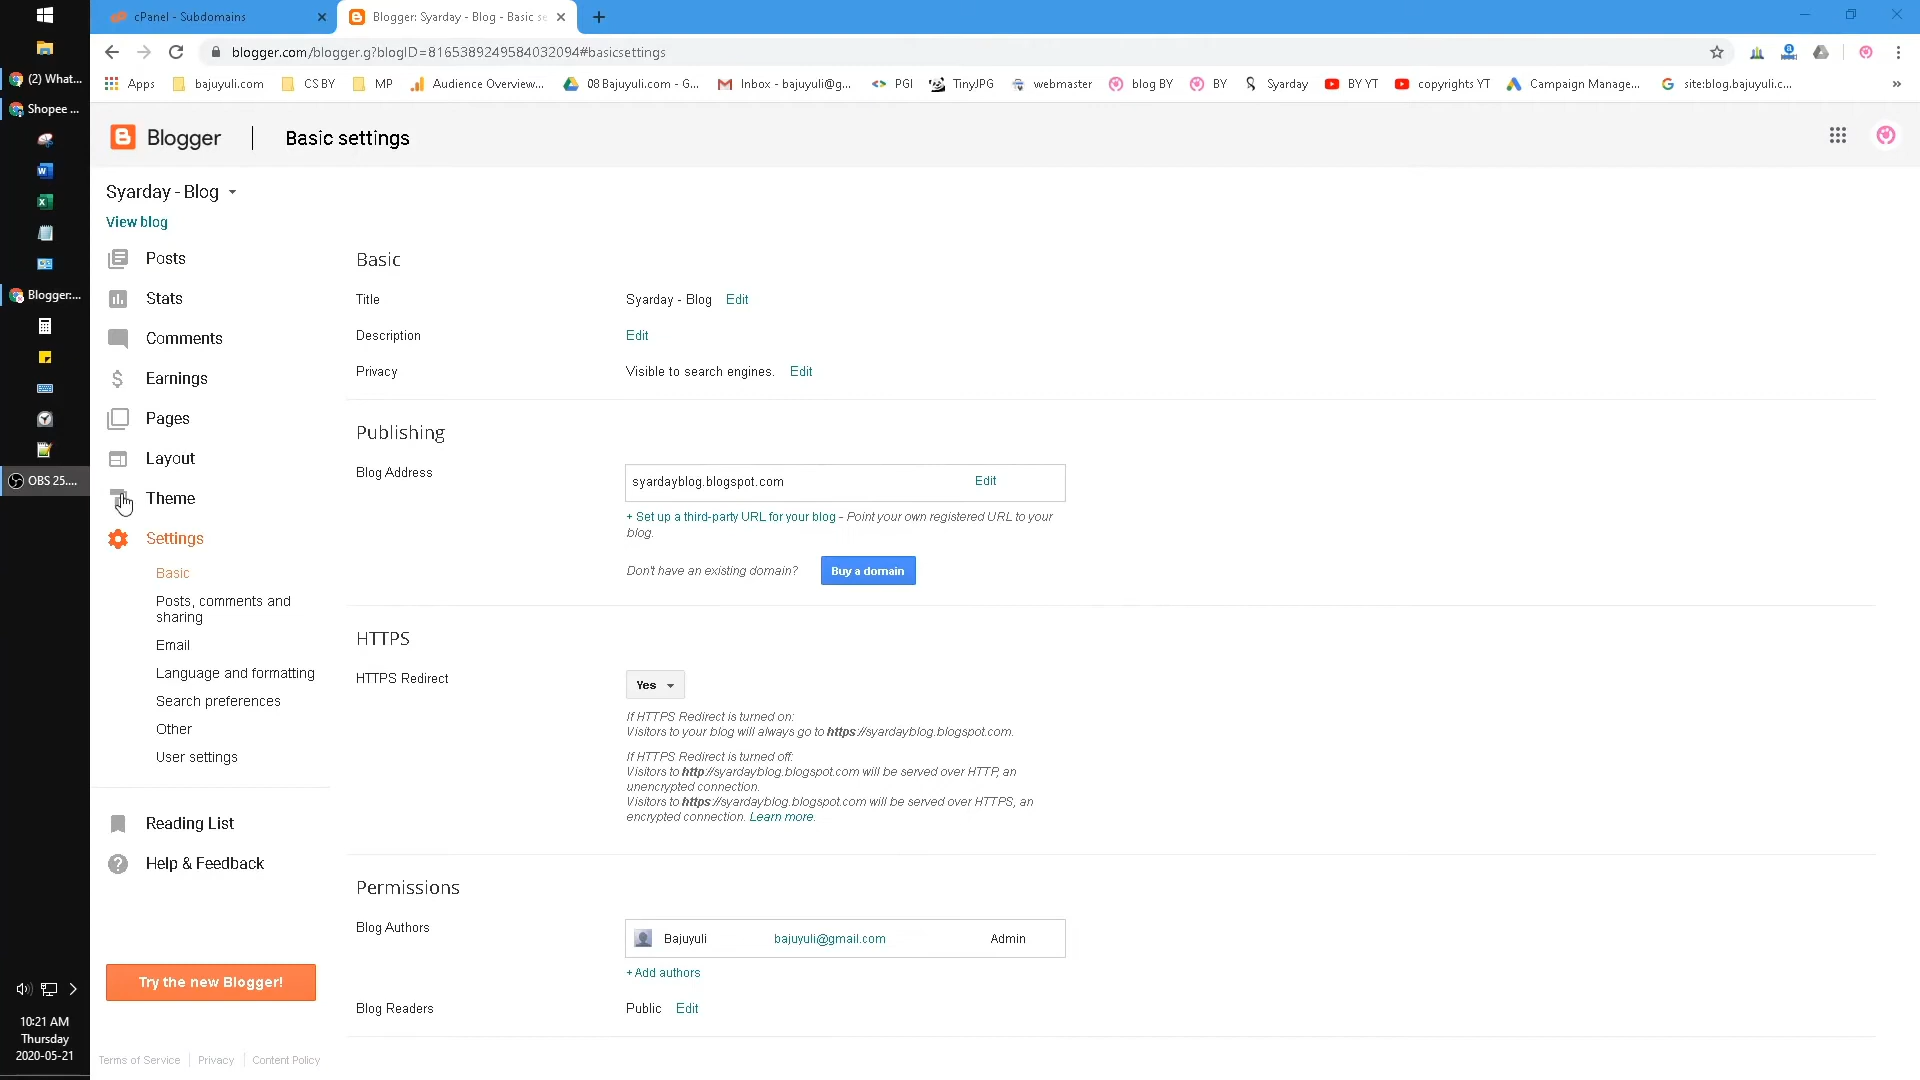 cPanel - Subdomains
Blogger: Syarday - Blog - Basic se
blogger.com/blogger.g?blogID=8165389249584032094#basicsettings
Apps
bajuyuli.com
CS BY
MP
Audience Overview...
08 Bajuyuli.com - G...
Inbox - bajuyuli@g...
PGI
TinyJPG
webmaster
blog BY
BY
Syarday
BY YT
copyrights YT
Campaign Manage...
site:blog.bajuyuli.c...
»
(2) What...
Shopee ...
Blogger:...
OBS 25....
10:21 AM
Thursday
2020-05-21
Blogger
Basic settings
Syarday - Blog
View blog
Posts
Stats
Comments
Earnings
Pages
Layout
Theme
Settings
Basic
Posts, comments and
sharing
Email
Language and formatting
Search preferences
Other
User settings
Reading List
Help & Feedback
Try the new Blogger!
Terms of Service
Privacy
Content Policy
Basic
Title
Syarday - Blog Edit
Description
Edit
Privacy
Visible to search engines. Edit
Publishing
Blog Address
syardayblog.blogspot.com Edit
+ Set up a third-party URL for your blog - Point your own registered URL to your
blog.
Don't have an existing domain? Buy a domain
HTTPS
HTTPS Redirect
Yes
If HTTPS Redirect is turned on:
Visitors to your blog will always go to https://syardayblog.blogspot.com.
If HTTPS Redirect is turned off:
Visitors to http://syardayblog.blogspot.com will be served over HTTP, an
unencrypted connection.
Visitors to https://syardayblog.blogspot.com will be served over HTTPS, an
encrypted connection. Learn more.
Permissions
Blog Authors
Bajuyuli bajuyuli@gmail.com Admin
+ Add authors
Blog Readers
Public Edit